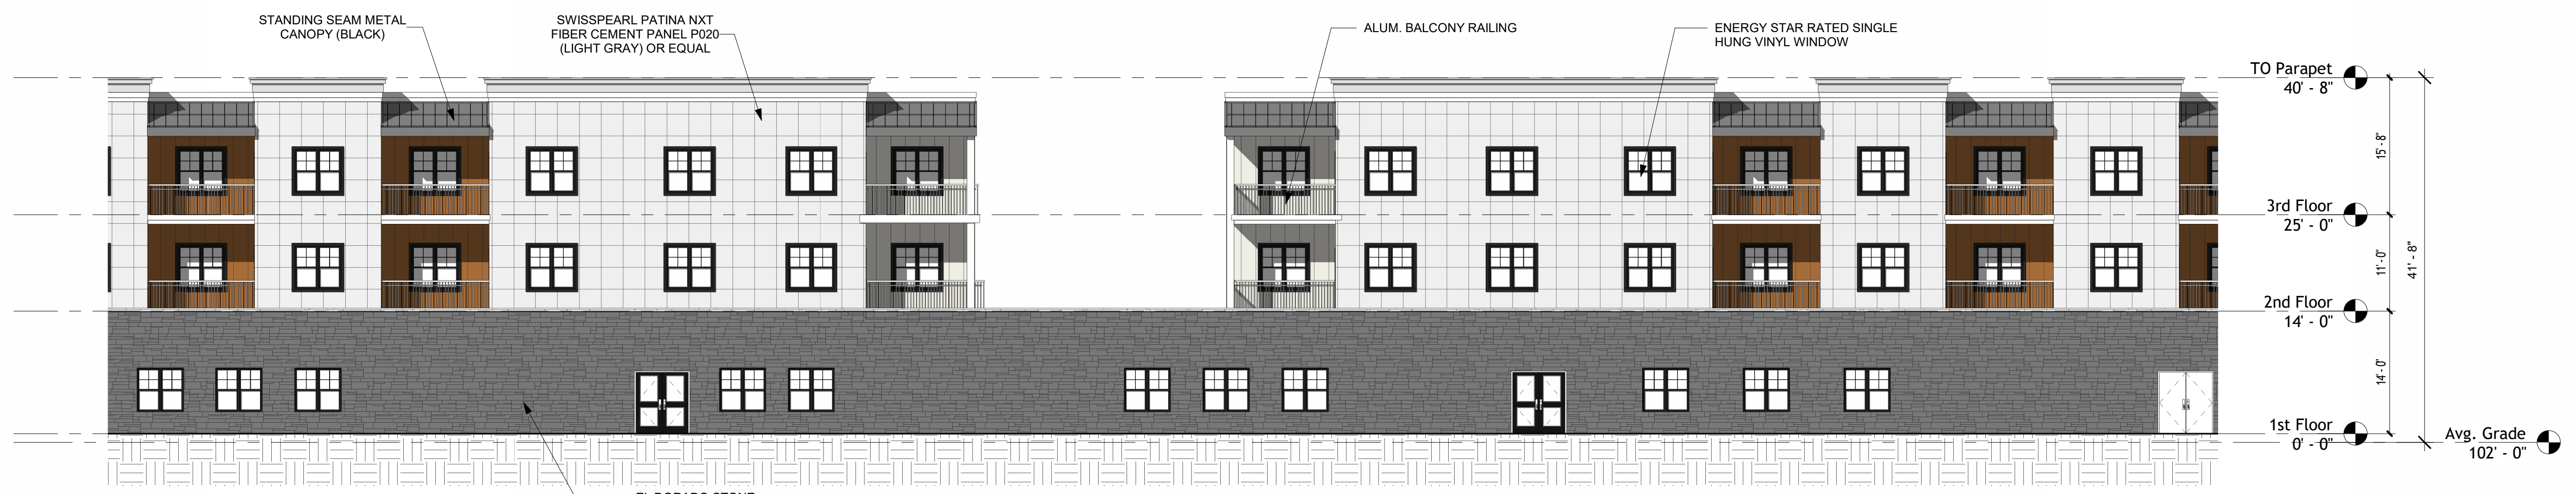 STANDING SEAM METAL
CANOPY (BLACK)
SWISSPEARL PATINA NXT
FIBER CEMENT PANEL P020
(LIGHT GRAY) OR EQUAL
ALUM. BALCONY RAILING
ENERGY STAR RATED SINGLE
HUNG VINYL WINDOW
TO Parapet
40' - 8"
15' - 8"
3rd Floor
25' - 0"
11' - 0"
41' - 8"
2nd Floor
14' - 0"
14' - 0"
1st Floor
0' - 0"
Avg. Grade
102' - 0"